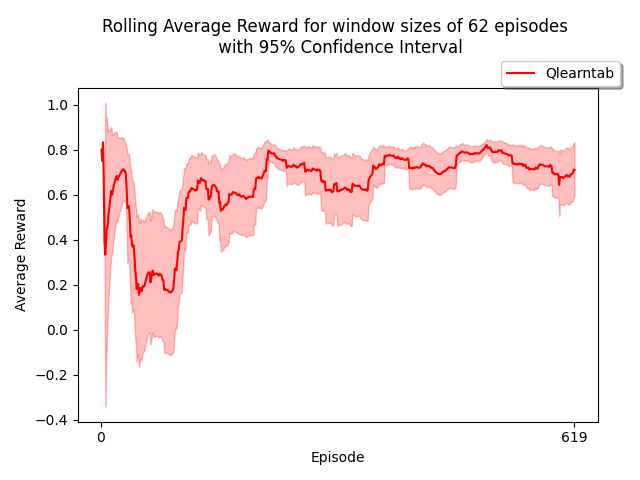 Rolling Average Reward for window sizes of 62 episodes
with 95% Confidence Interval
Qlearntab
1.0
0.8
0.6
0.4
0.2
0.0
−0.2
−0.4
Average Reward
0
619
Episode